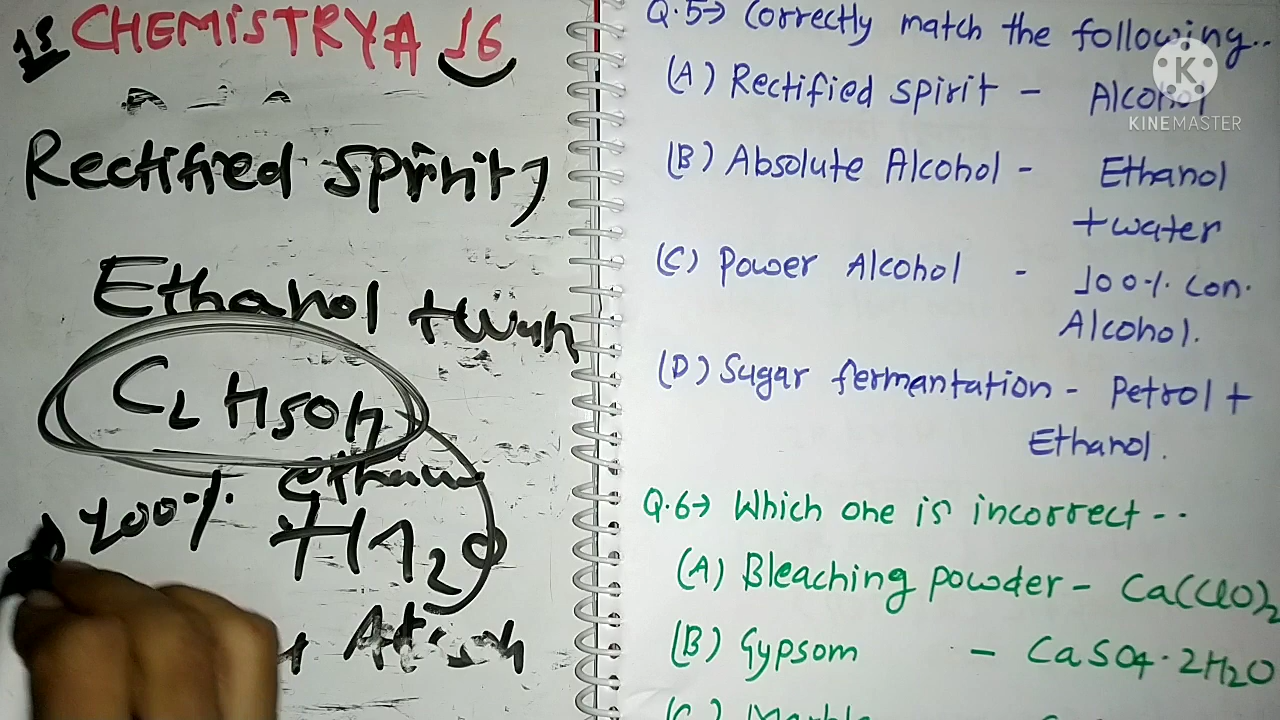 15 CHEMISTRY# 16
Rectified Spirit,
Ethanol +
C2H5OH
100%
+H2O
Q.5→ Correctly match the following..
(A) Rectified spirit - Alcohol
(B) Absolute Alcohol - Ethanol
+water
(C) Power Alcohol - 100% Con.
Alcohol.
(D) Sugar fermantation - Petrol +
Ethanol.
Q.6→ Which one is incorrect --
(A) Bleaching powder - Ca(ClO)2
(B) Gypsom - CaSO4·2H2O
(C) Marble
K
KINEMASTER